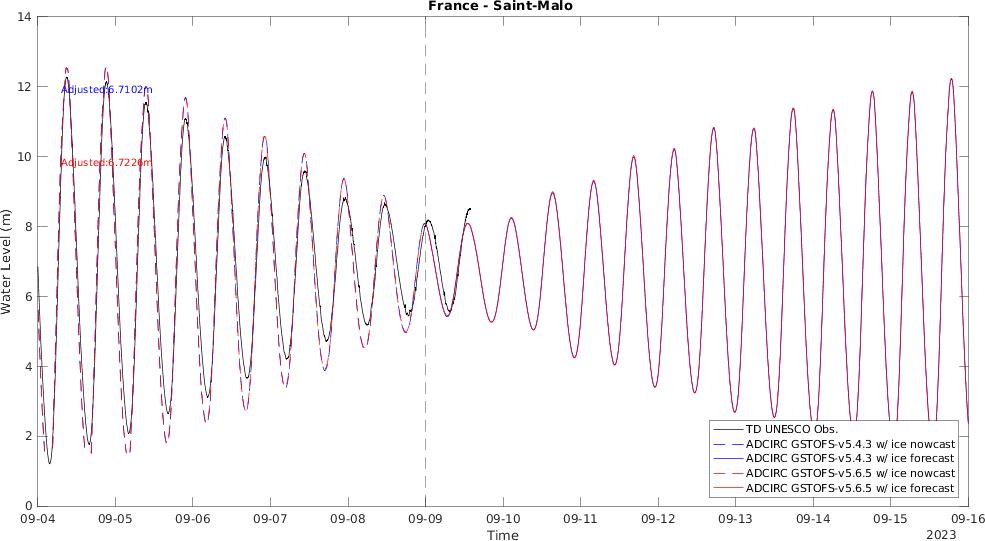 France - Saint-Malo
14
12
10
8
6
4
2
0
Water Level (m)
Adjusted:6.7102m
Adjusted:6.7226m
TD UNESCO Obs.
ADCIRC GSTOFS-v5.4.3 w/ ice nowcast
ADCIRC GSTOFS-v5.4.3 w/ ice forecast
ADCIRC GSTOFS-v5.6.5 w/ ice nowcast
ADCIRC GSTOFS-v5.6.5 w/ ice forecast
09-04 09-05 09-06 09-07 09-08 09-09 09-10 09-11 09-12 09-13 09-14 09-15 09-16
Time
2023